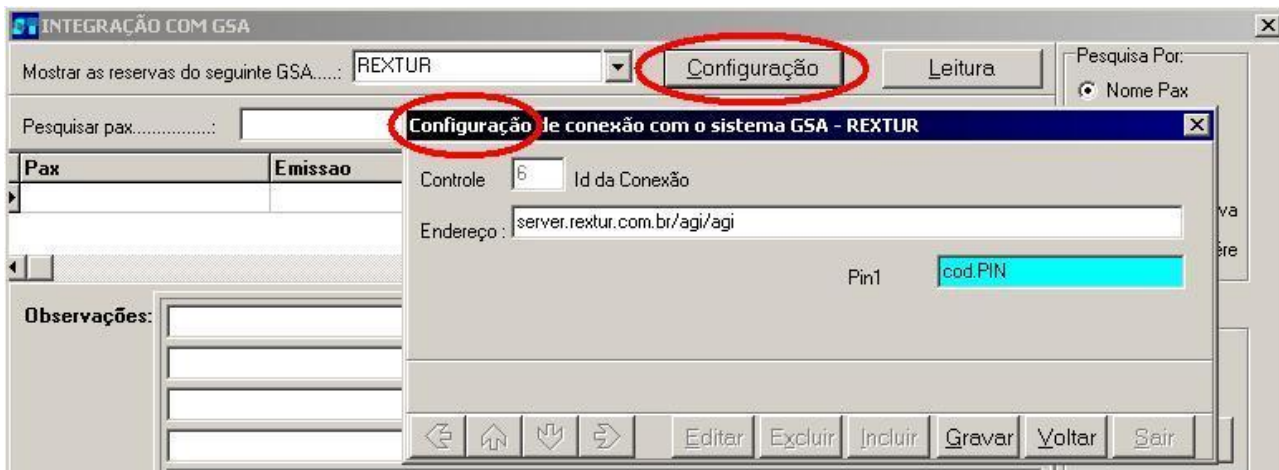 INTEGRAÇÃO COM GSA
Mostrar as reservas do seguinte GSA.....: REXTUR Configuração Leitura
Pesquisa Por:
Nome Pax
Pesquisar pax...............:
Pax Emissao
Configuração de conexão com o sistema GSA - REXTUR
Controle 6 Id da Conexão
Endereço : server.rextur.com.br/agi/agi
Pin1 cod.PIN
Observações:
Editar Excluir Incluir Gravar Voltar Sair